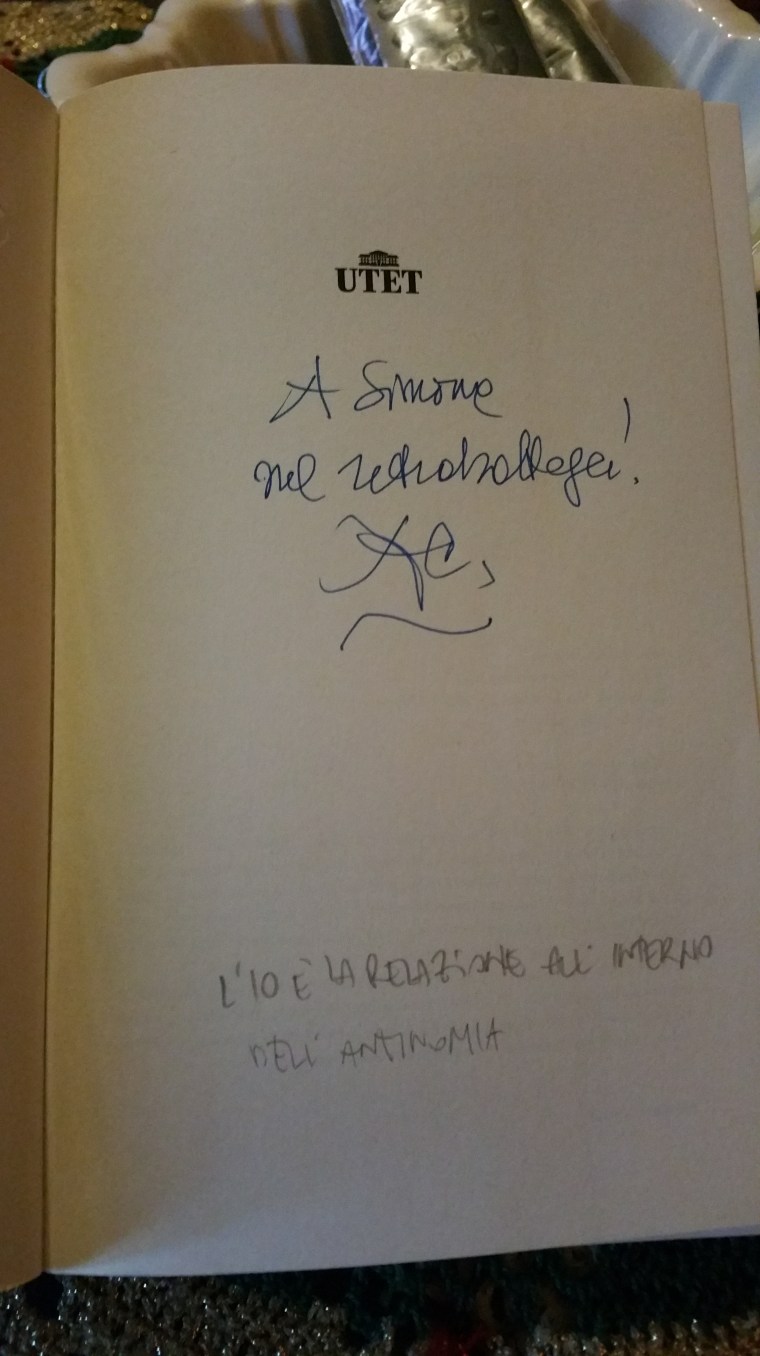 UTET
A Simone
nel retrobottega!
L'IO È LA RELAZIONE ALL'INTERNO
DELL'ANTINOMIA